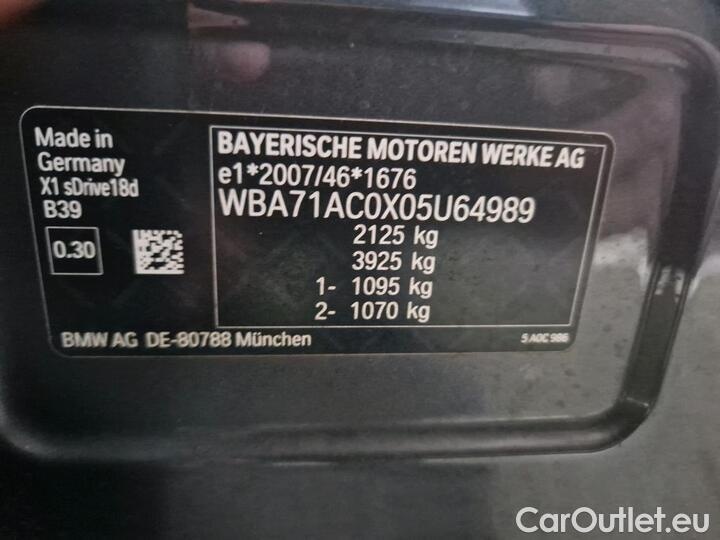 Made in
Germany
X1 sDrive18d
B39
0.30
BAYERISCHE MOTOREN WERKE AG
e1*2007/46*1676
WBA71AC0X05U64989
2125 kg
3925 kg
1- 1095 kg
2- 1070 kg
BMW AG DE-80788 München
5 A0C 986
CarOutlet.eu